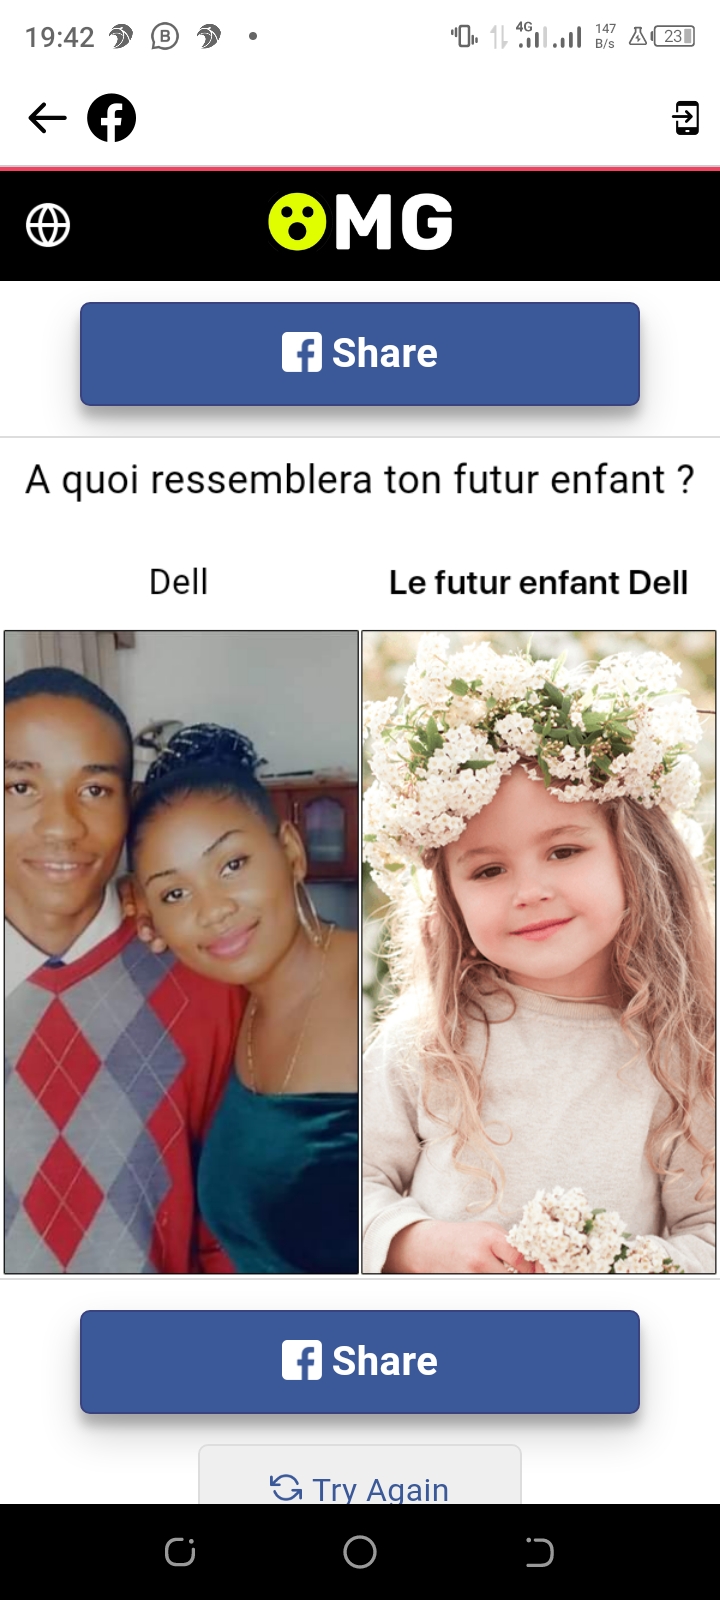 19:42 B 4G 147 B/s 23
OMG
Share
A quoi ressemblera ton futur enfant ?
Dell Le futur enfant Dell
Share
Try Again